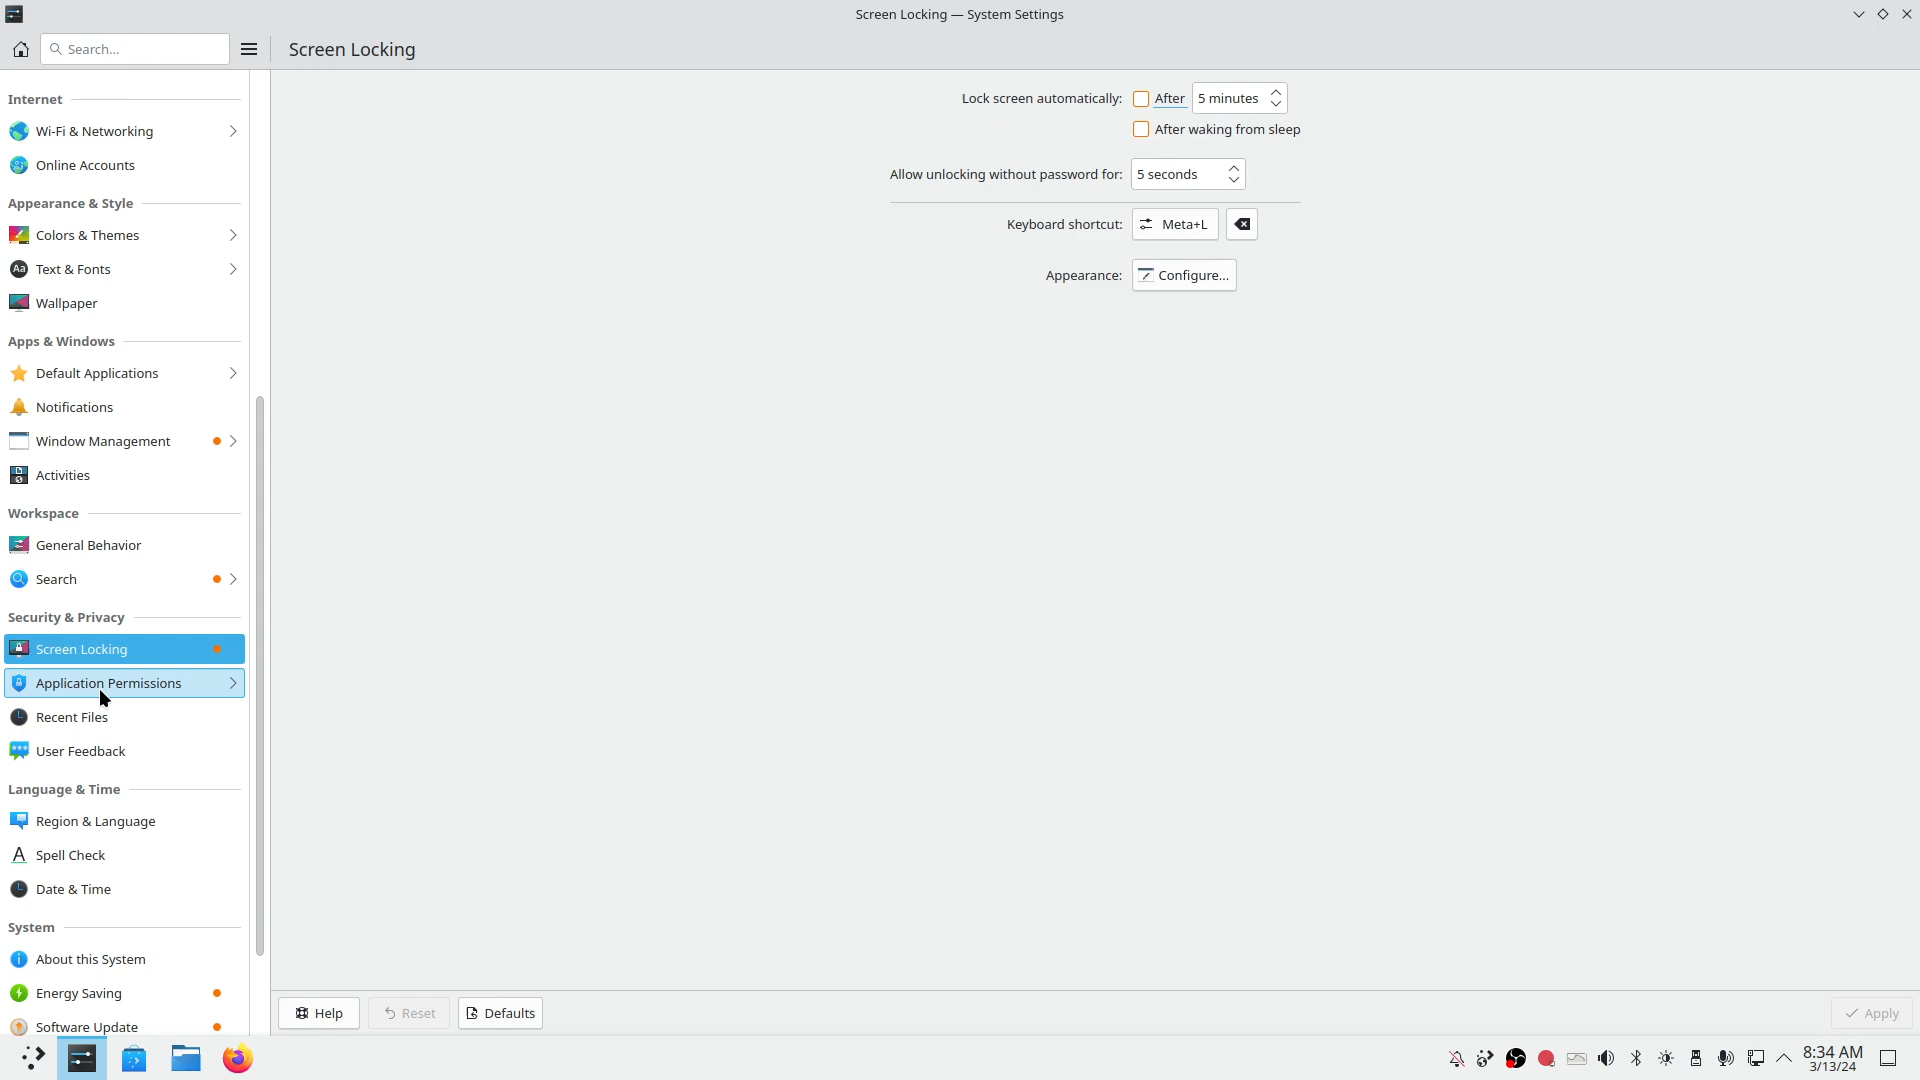 Screen Locking — System Settings
Search...
Screen Locking
Internet
Wi-Fi & Networking
Online Accounts
Appearance & Style
Colors & Themes
Aa Text & Fonts
Wallpaper
Apps & Windows
Default Applications
Notifications
Window Management
Activities
Workspace
General Behavior
Search
Security & Privacy
Screen Locking
Application Permissions
Recent Files
User Feedback
Language & Time
Region & Language
A Spell Check
Date & Time
System
About this System
Energy Saving
Software Update
Lock screen automatically: After 5 minutes
After waking from sleep
Allow unlocking without password for: 5 seconds
Keyboard shortcut: Meta+L
Appearance: Configure...
Help Reset Defaults Apply
8:34 AM
3/13/24